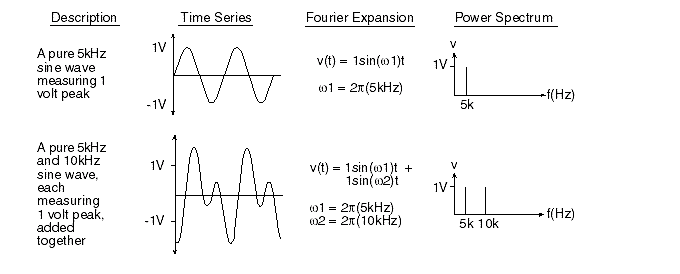 Description
Time Series
Fourier Expansion
Power Spectrum
A pure 5kHz
sine wave
measuring 1
volt peak
1V
-1V
v(t) = 1sin(ω1)t
ω1 = 2π(5kHz)
v
1V
5k
f(Hz)
A pure 5kHz
and 10kHz
sine wave,
each
measuring
1 volt peak,
added
together
1V
-1V
v(t) = 1sin(ω1)t +
1sin(ω2)t
ω1 = 2π(5kHz)
ω2 = 2π(10kHz)
v
1V
5k 10k
f(Hz)